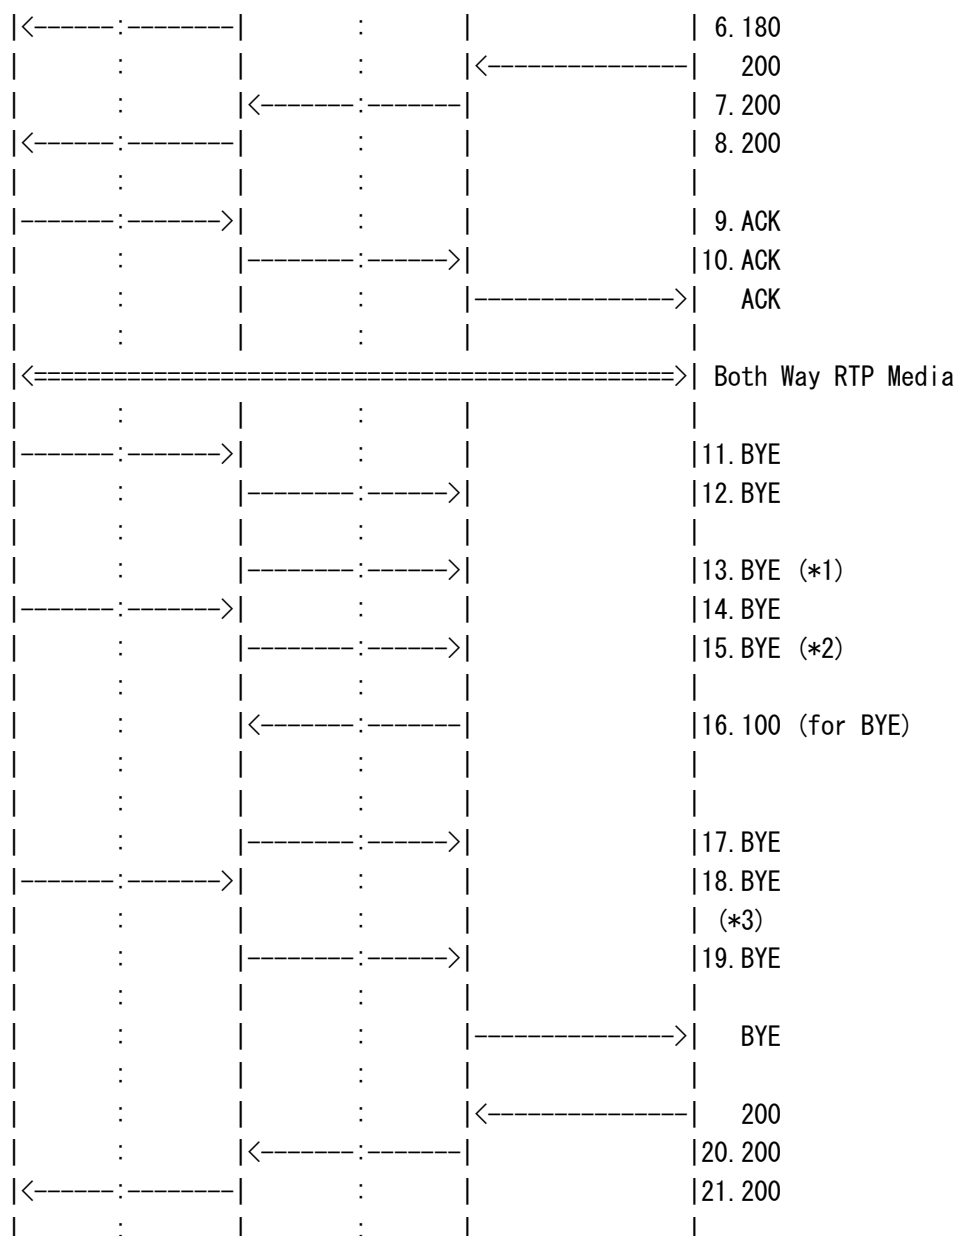 |<------:--------|       :       |               | 6.180
|       :        |       :       |<--------------|   200
|       :        |<------:-------|               | 7.200
|<------:--------|       :       |               | 8.200
|       :        |       :       |               |
|-------:------->|       :       |               | 9.ACK
|       :        |-------:------>|               |10.ACK
|       :        |       :       |-------------->|   ACK
|       :        |       :       |               |
|<==============================================>| Both Way RTP Media
|       :        |       :       |               |
|-------:------->|       :       |               |11.BYE
|       :        |-------:------>|               |12.BYE
|       :        |       :       |               |
|       :        |-------:------>|               |13.BYE (*1)
|-------:------->|       :       |               |14.BYE
|       :        |-------:------>|               |15.BYE (*2)
|       :        |       :       |               |
|       :        |<------:-------|               |16.100 (for BYE)
|       :        |       :       |               |
|       :        |       :       |               |
|       :        |-------:------>|               |17.BYE
|-------:------->|       :       |               |18.BYE
|       :        |       :       |               | (*3)
|       :        |-------:------>|               |19.BYE
|       :        |       :       |               |
|       :        |       :       |-------------->|   BYE
|       :        |       :       |               |
|       :        |       :       |<--------------|   200
|       :        |<------:-------|               |20.200
|<------:--------|       :       |               |21.200
|       :        |       :       |               |